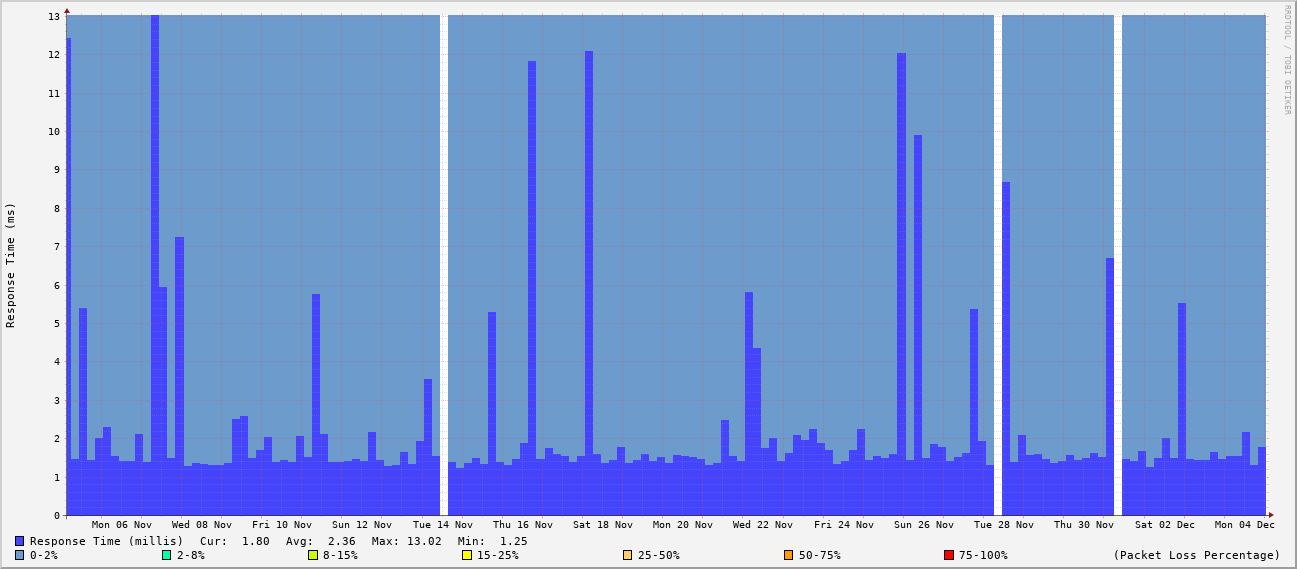 RRDTOOL / TOBI OETIKER
Response Time (ms)
13
12
11
10
9
8
7
6
5
4
3
2
1
0
Mon 06 Nov Wed 08 Nov Fri 10 Nov Sun 12 Nov Tue 14 Nov Thu 16 Nov Sat 18 Nov Mon 20 Nov Wed 22 Nov Fri 24 Nov Sun 26 Nov Tue 28 Nov Thu 30 Nov Sat 02 Dec Mon 04 Dec
Response Time (millis) Cur: 1.80 Avg: 2.36 Max: 13.02 Min: 1.25
0-2% 2-8% 8-15% 15-25% 25-50% 50-75% 75-100% (Packet Loss Percentage)